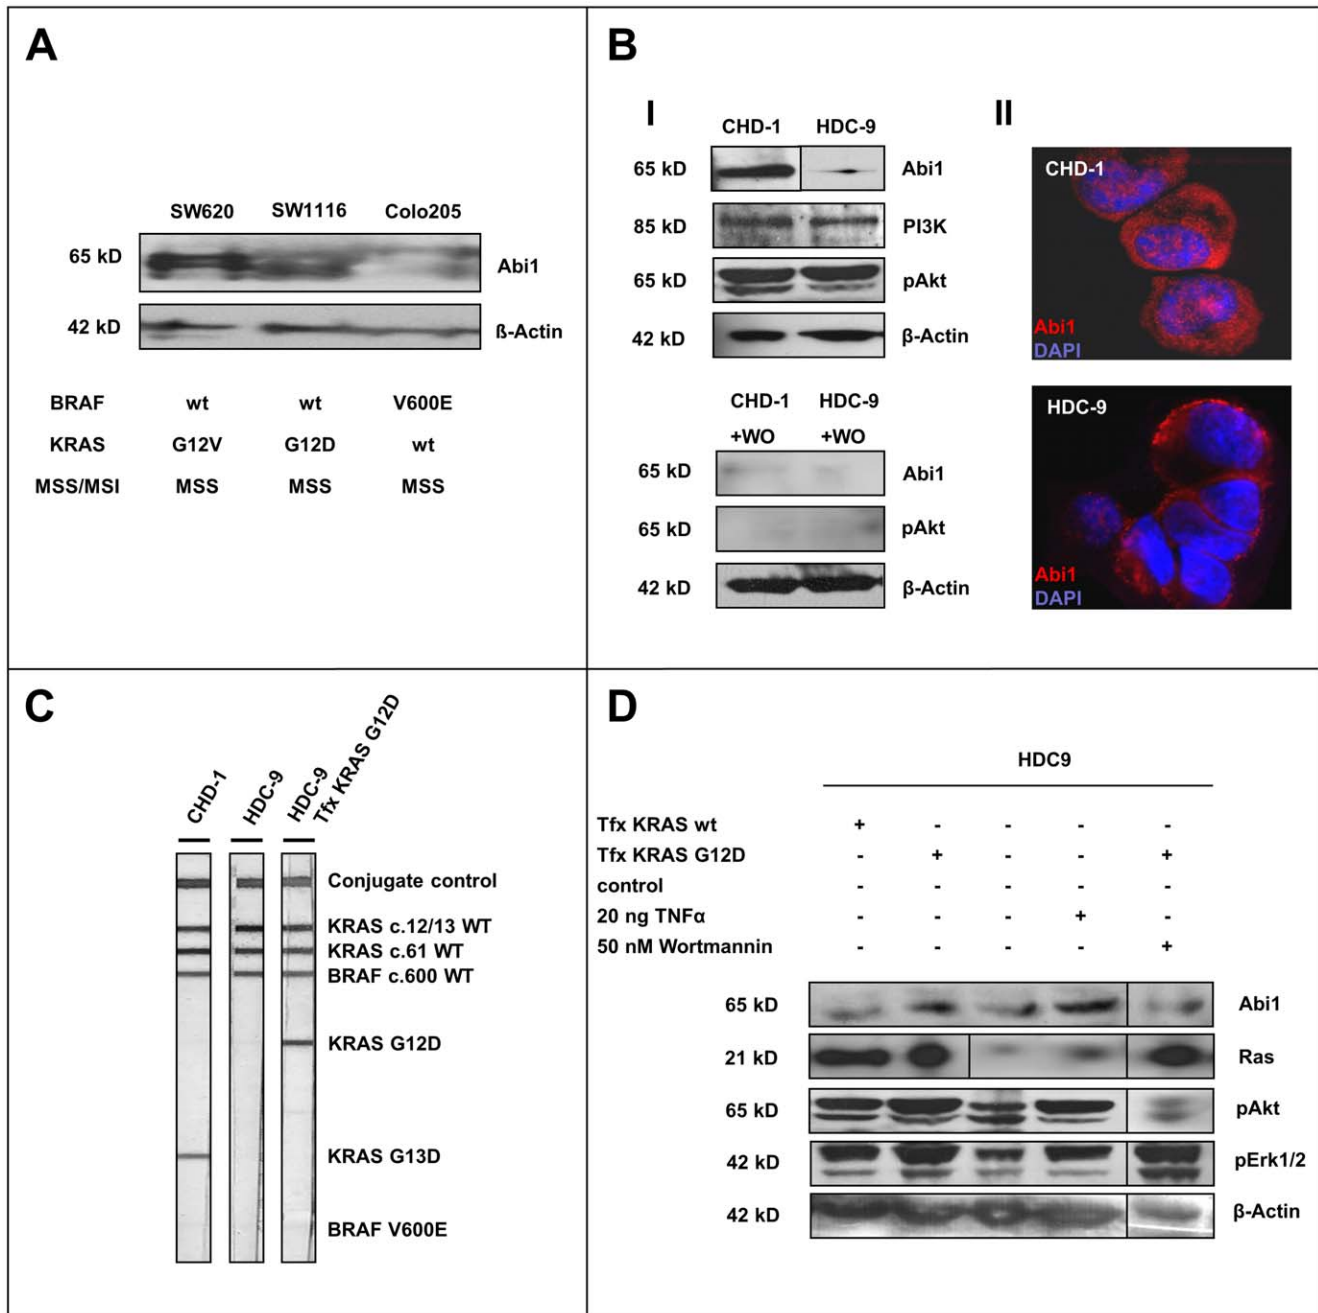 A
SW620 SW1116 Colo205
65 kD Abi1
42 kD ß-Actin
BRAF wt wt V600E
KRAS G12V G12D wt
MSS/MSI MSS MSS MSS
B
I
CHD-1 HDC-9
65 kD Abi1
85 kD PI3K
65 kD pAkt
42 kD β-Actin
CHD-1 HDC-9
+WO +WO
65 kD Abi1
65 kD pAkt
42 kD β-Actin
II
CHD-1
Abi1
DAPI
HDC-9
Abi1
DAPI
C
CHD-1
HDC-9
HDC-9
Tfx KRAS G12D
Conjugate control
KRAS c.12/13 WT
KRAS c.61 WT
BRAF c.600 WT
KRAS G12D
KRAS G13D
BRAF V600E
D
HDC9
Tfx KRAS wt + - - - -
Tfx KRAS G12D - + - - +
control - - - - -
20 ng TNFα - - - + -
50 nM Wortmannin - - - - +
65 kD Abi1
21 kD Ras
65 kD pAkt
42 kD pErk1/2
42 kD β-Actin